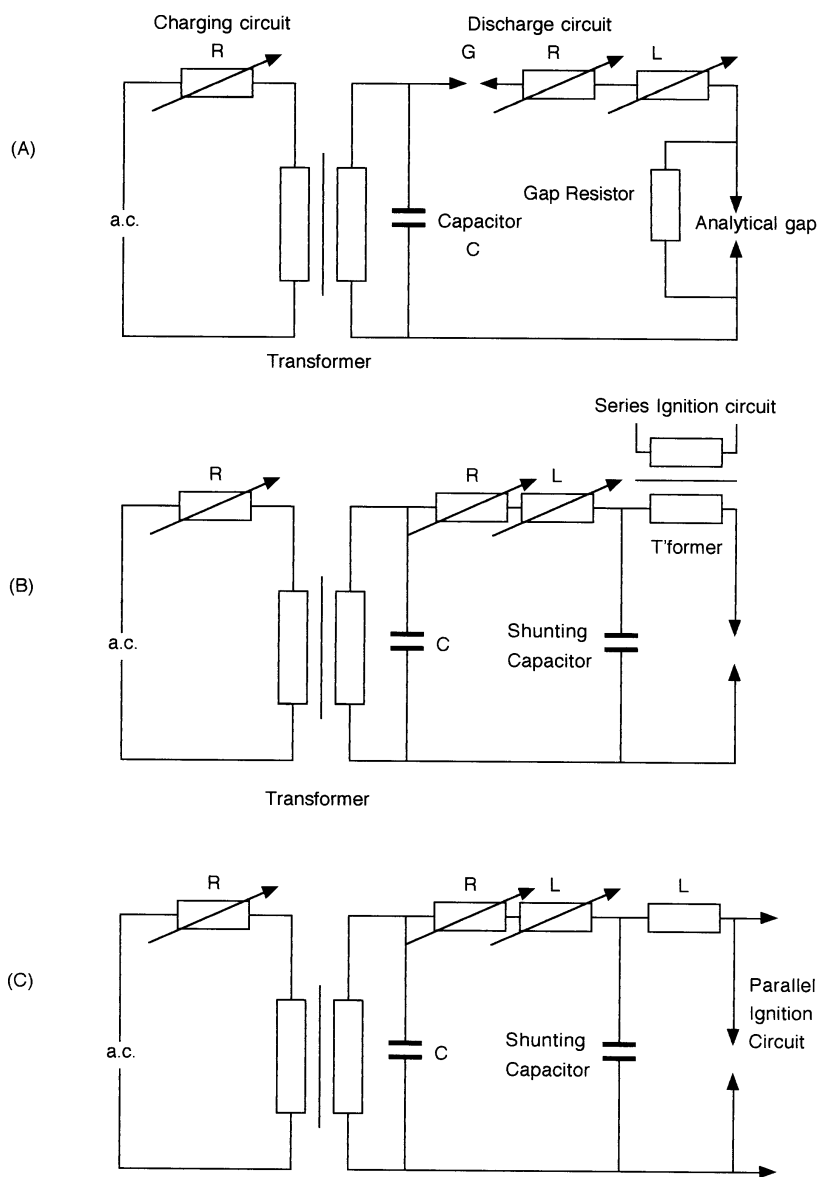 Charging circuit
Discharge circuit
R
G
R
L
(A)
a.c.
Capacitor
C
Gap Resistor
Analytical gap
Transformer
Series Ignition circuit
R
R
L
T'former
(B)
a.c.
C
Shunting
Capacitor
Transformer
R
R
L
L
(C)
a.c.
C
Shunting
Capacitor
Parallel
Ignition
Circuit